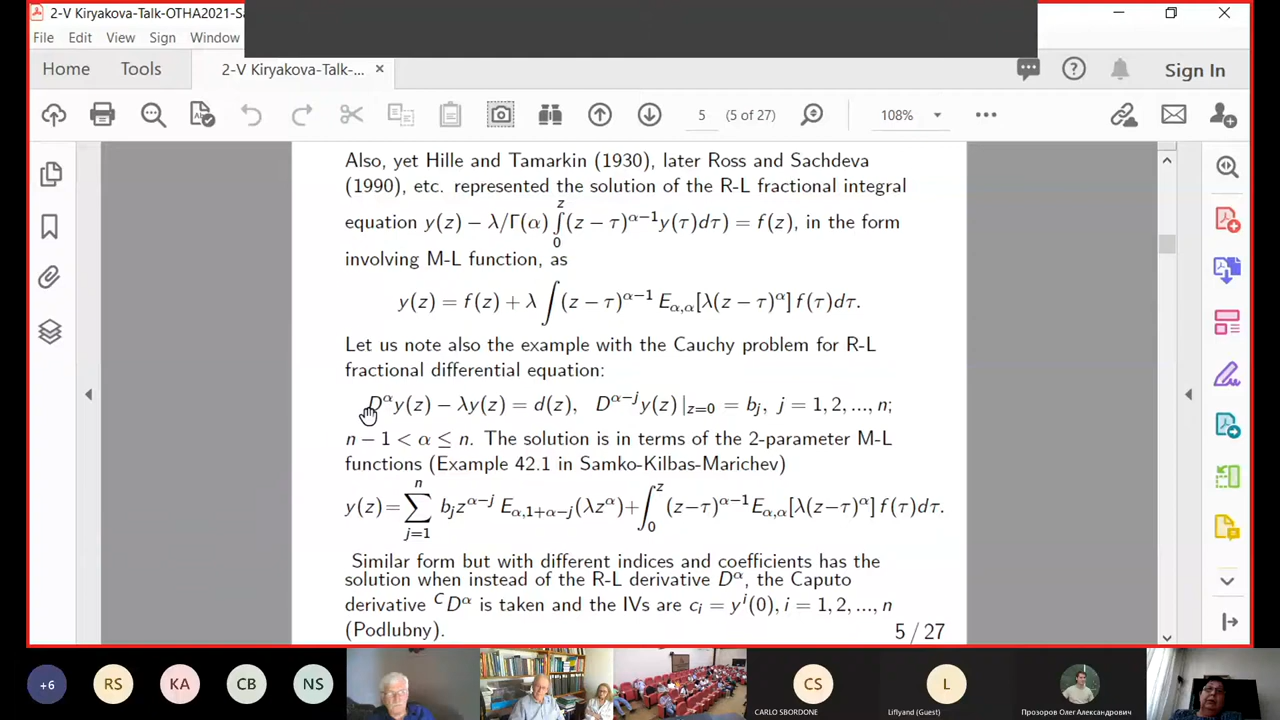 2-V Kiryakova-Talk-OTHA2021-S
File Edit View Sign Window
Home Tools 2-V Kiryakova-Talk-... × Sign In
5 (5 of 27) 108%
Also, yet Hille and Tamarkin (1930), later Ross and Sachdeva
(1990), etc. represented the solution of the R-L fractional integral
equation y(z) − λ/Γ(α) ∫₀ᶻ(z − τ)^{α−1}y(τ)dτ) = f(z), in the form
involving M-L function, as
y(z) = f(z) + λ ∫(z − τ)^{α−1} E_{α,α}[λ(z − τ)^α] f(τ)dτ.
Let us note also the example with the Cauchy problem for R-L
fractional differential equation:
D^αy(z) − λy(z) = d(z), D^{α−j}y(z) |_{z=0} = b_j, j = 1, 2, ..., n;
n − 1 < α ≤ n. The solution is in terms of the 2-parameter M-L
functions (Example 42.1 in Samko-Kilbas-Marichev)
y(z)=∑_{j=1}^{n} b_jz^{α−j} E_{α,1+α−j}(λz^α)+∫₀ᶻ(z−τ)^{α−1}E_{α,α}[λ(z−τ)^α] f(τ)dτ.
Similar form but with different indices and coefficients has the
solution when instead of the R-L derivative D^α, the Caputo
derivative ^CD^α is taken and the IVs are c_i = y^i(0), i = 1, 2, ..., n
(Podlubny).
5 / 27
+6 RS KA CB NS CS L
CARLO SBORDONE Liflyand (Guest) Прозоров Олег Александрович